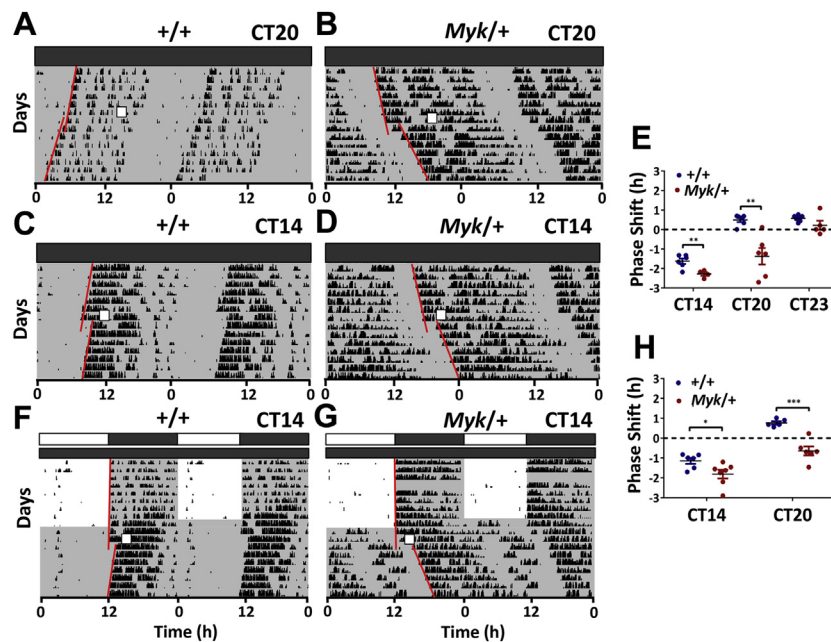 A +/+ CT20
B Myk/+ CT20
Days
0 12 0 12 0
0 12 0 12 0
C +/+ CT14
D Myk/+ CT14
Days
0 12 0 12 0
0 12 0 12 0
E
+/+
Myk/+
Phase Shift (h)
3
2
1
0
-1
-2
-3
** **
CT14 CT20 CT23
F +/+ CT14
G Myk/+ CT14
Days
0 12 0 12 0
0 12 0 12 0
Time (h) Time (h)
H
+/+
Myk/+
Phase Shift (h)
3
2
1
0
-1
-2
-3
* ***
CT14 CT20